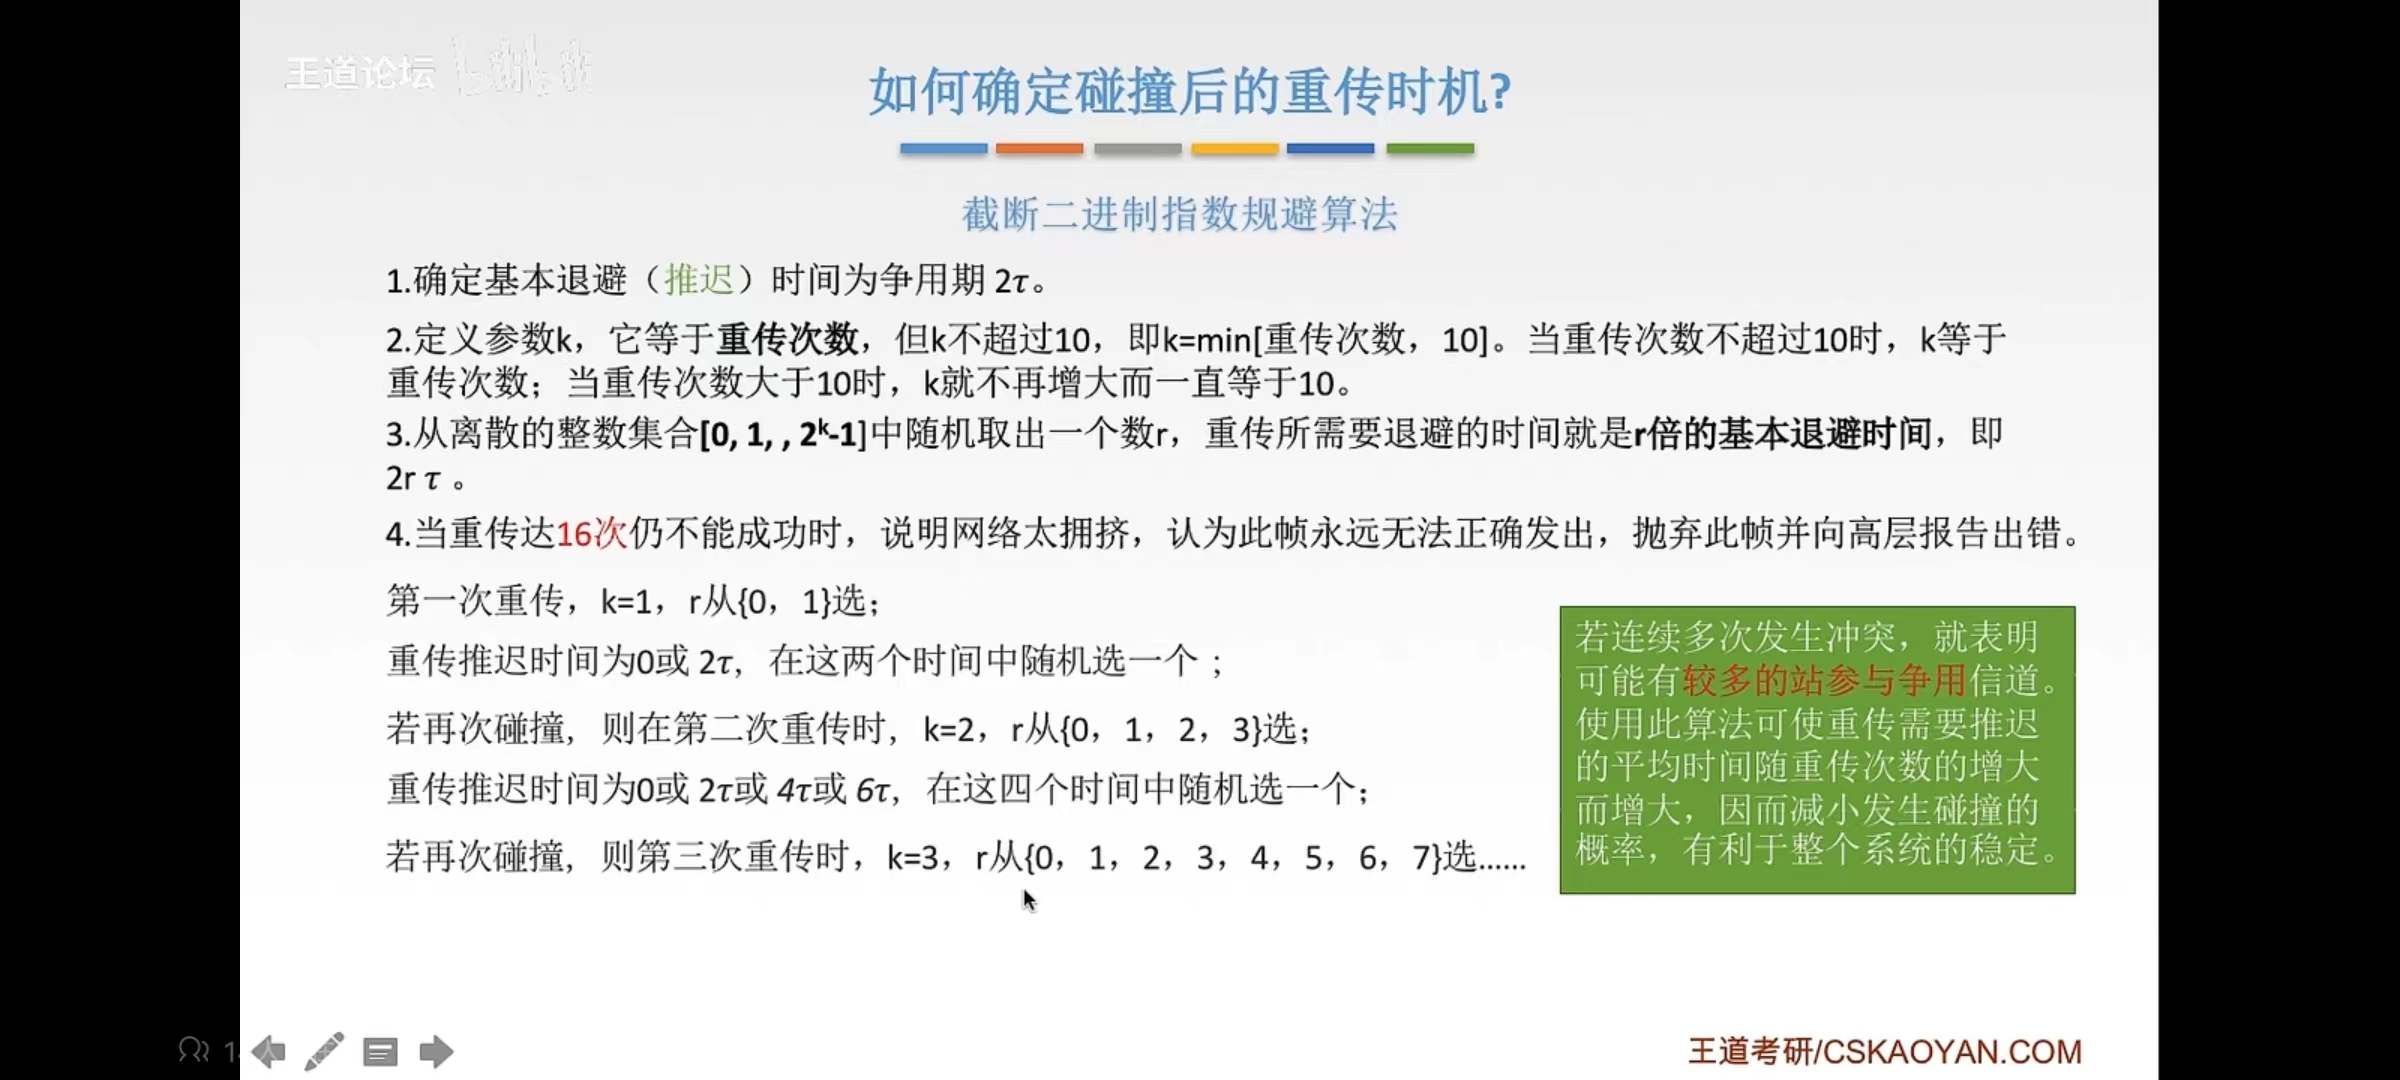 王道论坛 bilibili
如何确定碰撞后的重传时机?
截断二进制指数规避算法
1.确定基本退避（推迟）时间为争用期 2τ。
2.定义参数k，它等于重传次数，但k不超过10，即k=min[重传次数，10]。当重传次数不超过10时，k等于
重传次数；当重传次数大于10时，k就不再增大而一直等于10。
3.从离散的整数集合[0, 1, , 2ᵏ-1]中随机取出一个数r，重传所需要退避的时间就是r倍的基本退避时间，即
2r τ 。
4.当重传达16次仍不能成功时，说明网络太拥挤，认为此帧永远无法正确发出，抛弃此帧并向高层报告出错。
第一次重传，k=1，r从{0，1}选；
重传推迟时间为0或 2τ，在这两个时间中随机选一个；
若再次碰撞，则在第二次重传时，k=2，r从{0，1，2，3}选；
重传推迟时间为0或 2τ或 4τ或 6τ，在这四个时间中随机选一个；
若再次碰撞，则第三次重传时，k=3，r从{0，1，2，3，4，5，6，7}选……
若连续多次发生冲突，就表明
可能有较多的站参与争用信道。
使用此算法可使重传需要推迟
的平均时间随重传次数的增大
而增大，因而减小发生碰撞的
概率，有利于整个系统的稳定。
王道考研/CSKAOYAN.COM